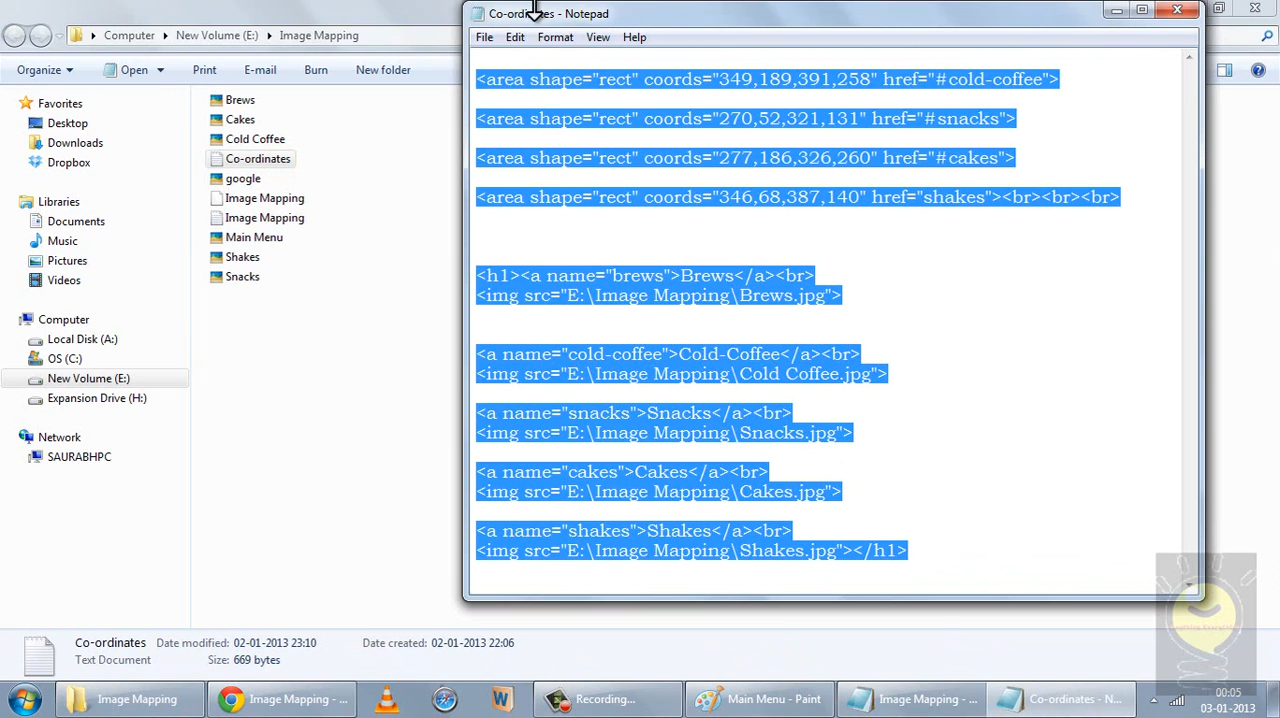 Co-ordinates - Notepad
Computer
New Volume (E:)
Image Mapping
File
Edit
Format
View
Help
Organize
Open
Print
E-mail
Burn
New folder
Favorites
Desktop
Downloads
Dropbox
Libraries
Documents
Music
Pictures
Videos
Computer
Local Disk (A:)
OS (C:)
New Volume (E:)
Expansion Drive (H:)
Network
SAURABHPC
Brews
Cakes
Cold Coffee
Co-ordinates
google
Image Mapping
Image Mapping
Main Menu
Shakes
Snacks
<area shape="rect" coords="349,189,391,258" href="#cold-coffee">
<area shape="rect" coords="270,52,321,131" href="#snacks">
<area shape="rect" coords="277,186,326,260" href="#cakes">
<area shape="rect" coords="346,68,387,140" href="shakes"><br><br><br>
<h1><a name="brews">Brews</a><br>
<img src="E:\Image Mapping\Brews.jpg">
<a name="cold-coffee">Cold-Coffee</a><br>
<img src="E:\Image Mapping\Cold Coffee.jpg">
<a name="snacks">Snacks</a><br>
<img src="E:\Image Mapping\Snacks.jpg">
<a name="cakes">Cakes</a><br>
<img src="E:\Image Mapping\Cakes.jpg">
<a name="shakes">Shakes</a><br>
<img src="E:\Image Mapping\Shakes.jpg"></h1>
Co-ordinates Date modified: 02-01-2013 23:10 Date created: 02-01-2013 22:06
Text Document Size: 669 bytes
Image Mapping
Image Mapping - ...
Recording...
Main Menu - Paint
Image Mapping - ...
Co-ordinates - N...
00:05
03-01-2013